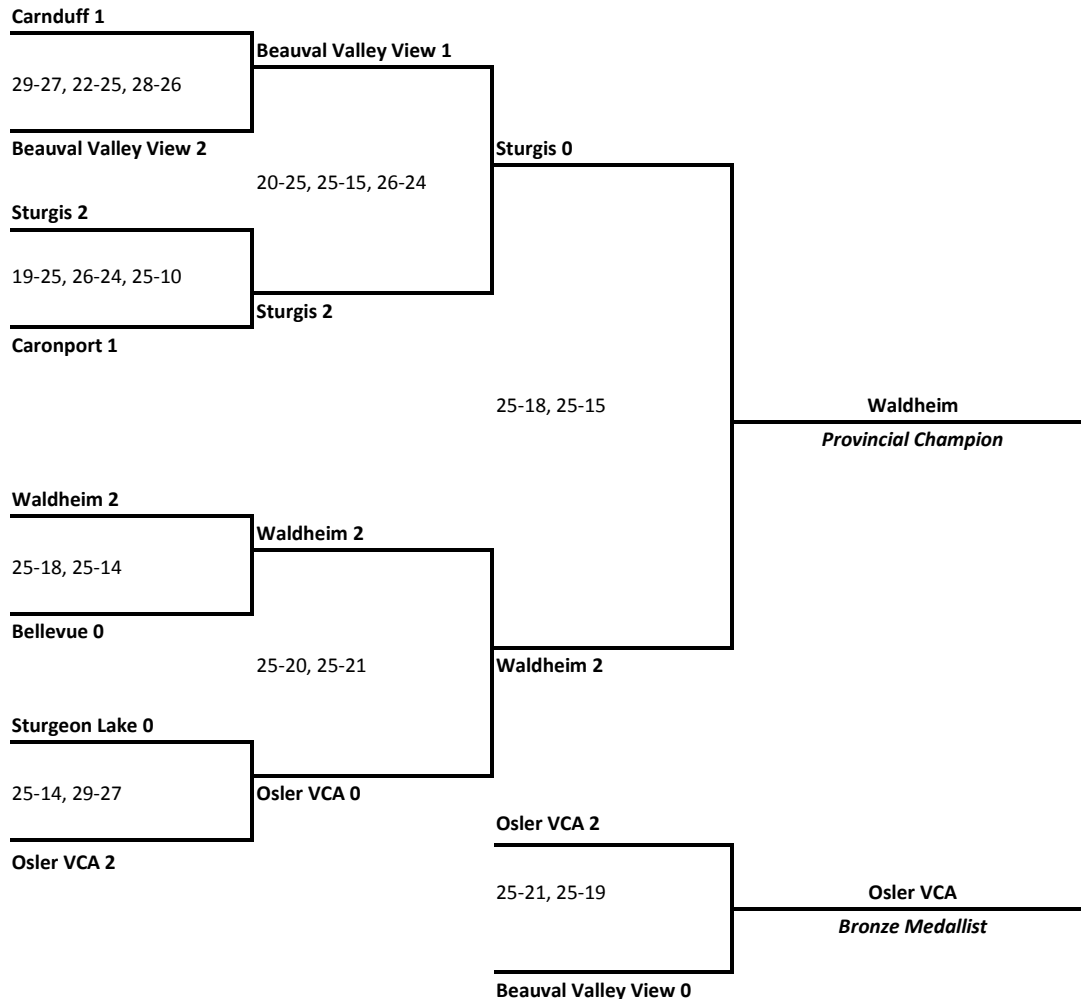 Carnduff 1
Beauval Valley View 1
29-27, 22-25, 28-26
Beauval Valley View 2
Sturgis 0
20-25, 25-15, 26-24
Sturgis 2
19-25, 26-24, 25-10
Sturgis 2
Caronport 1
25-18, 25-15
Waldheim
Provincial Champion
Waldheim 2
Waldheim 2
25-18, 25-14
Bellevue 0
25-20, 25-21
Waldheim 2
Sturgeon Lake 0
25-14, 29-27
Osler VCA 0
Osler VCA 2
Osler VCA 2
25-21, 25-19
Osler VCA
Bronze Medallist
Beauval Valley View 0